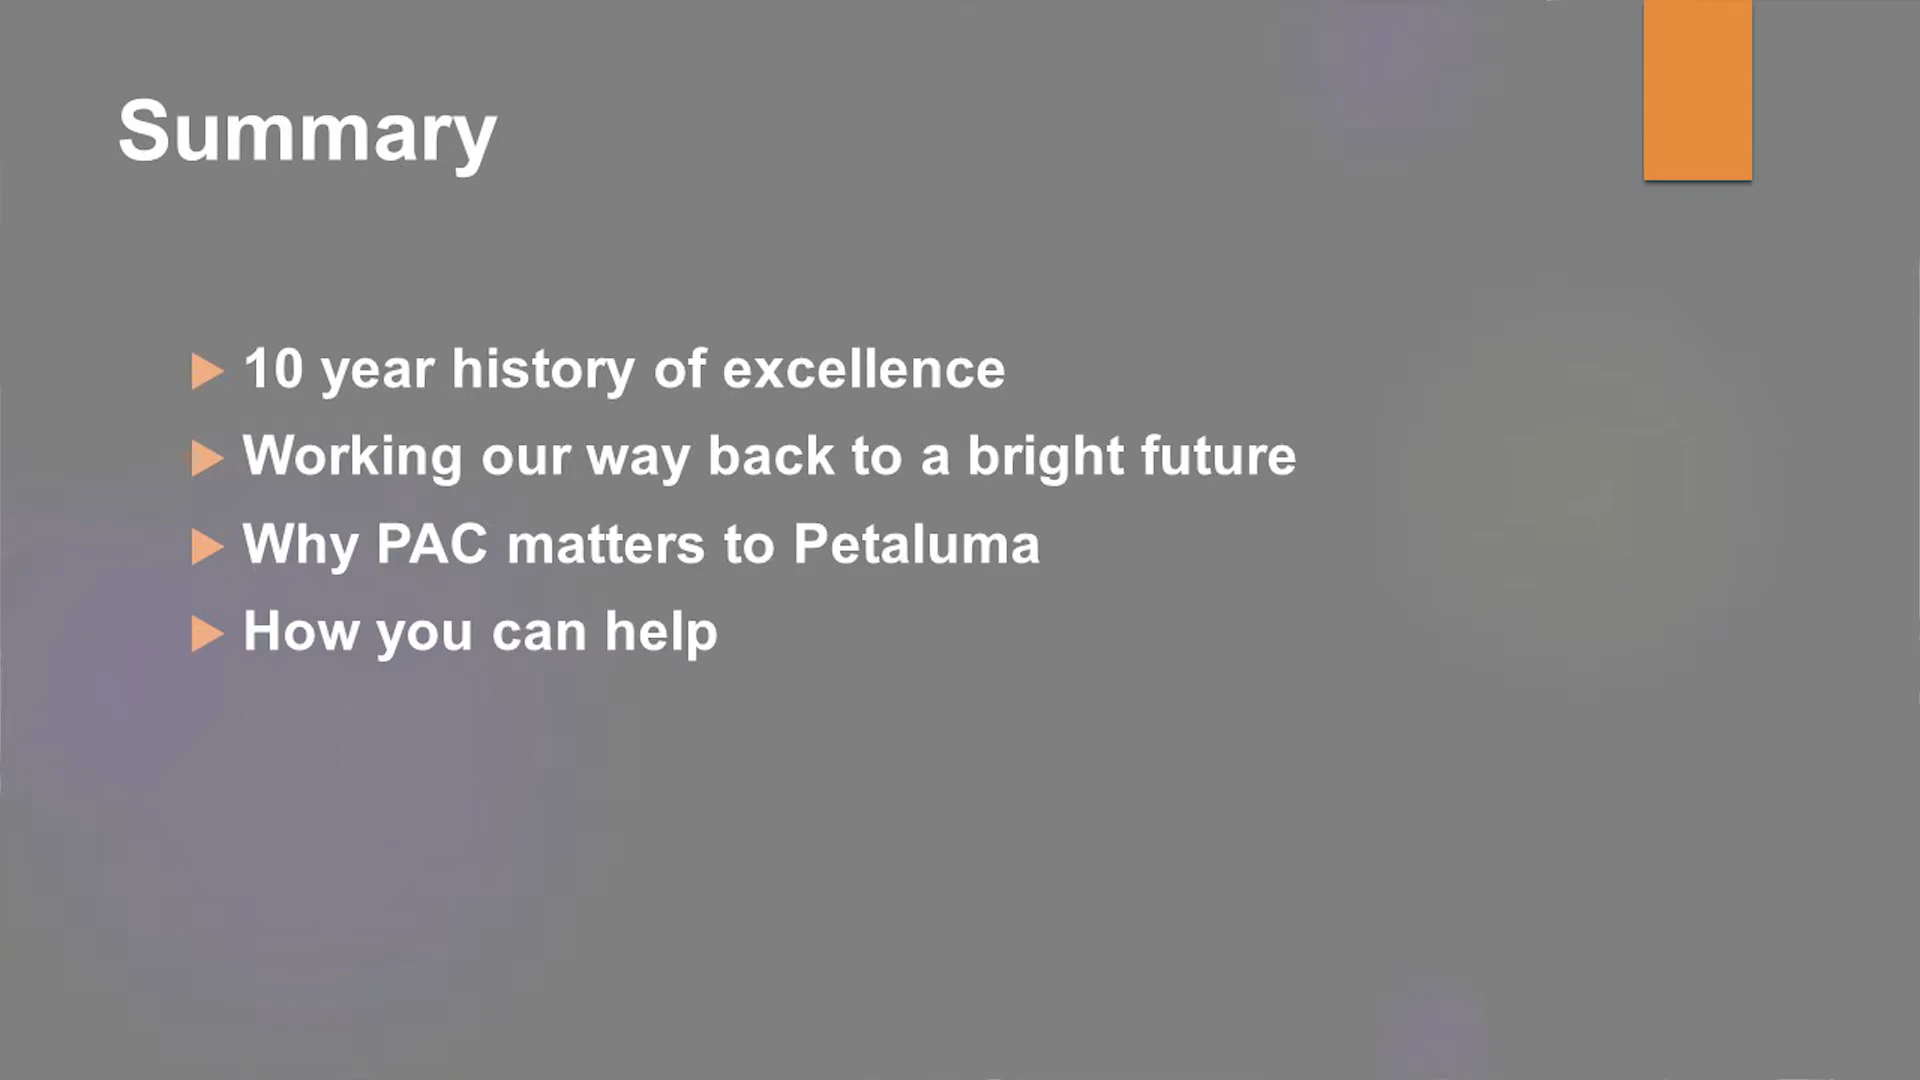 Summary
10 year history of excellence
Working our way back to a bright future
Why PAC matters to Petaluma
How you can help